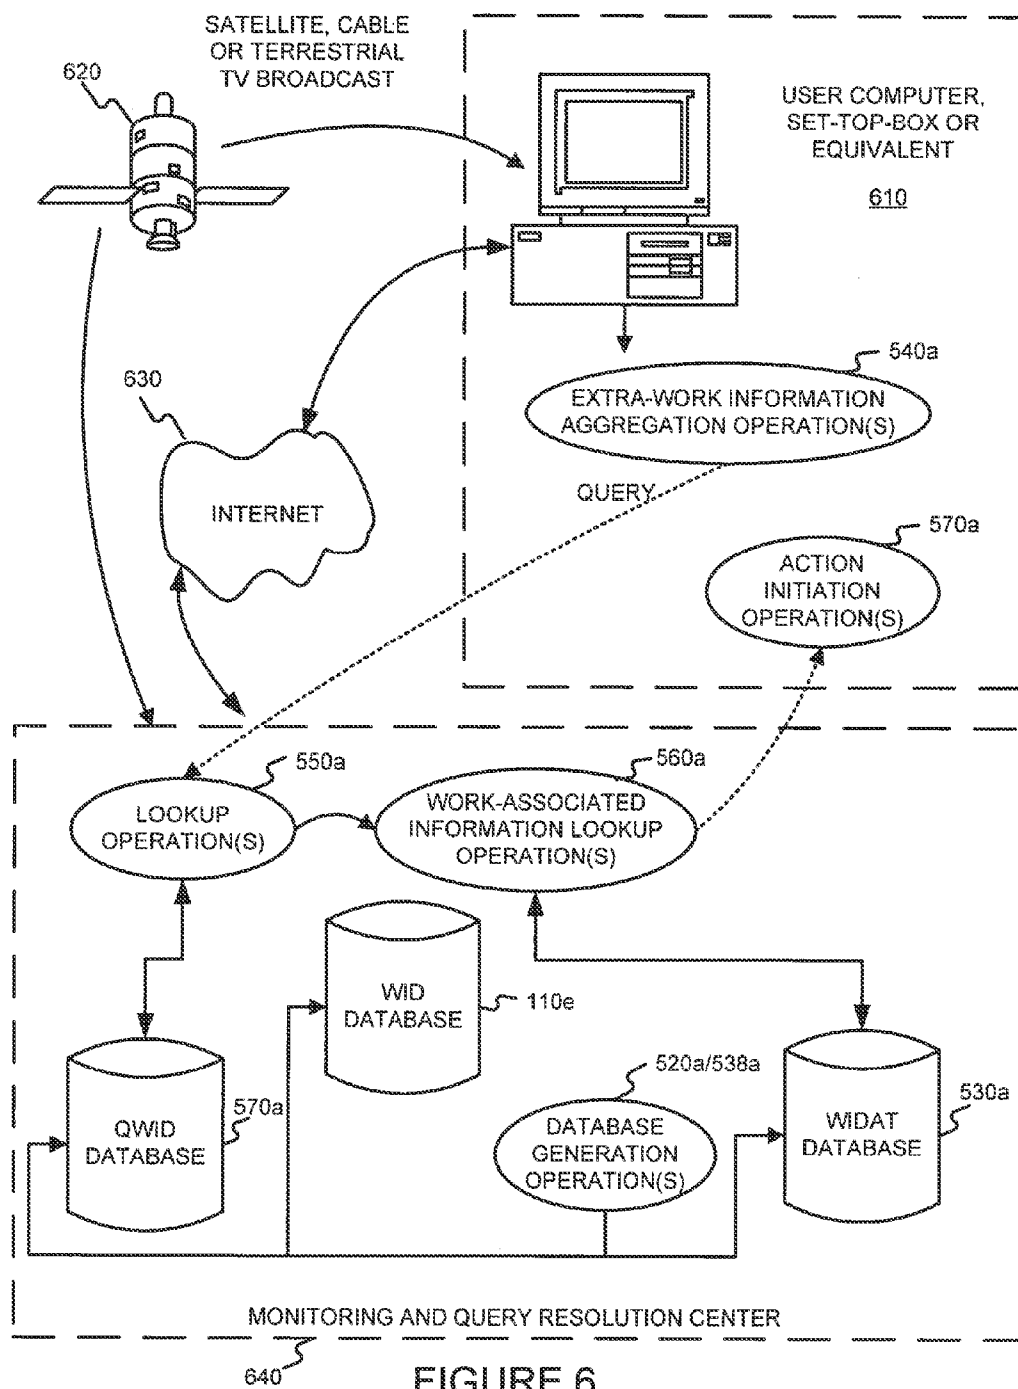 SATELLITE, CABLE
OR TERRESTRIAL
TV BROADCAST
620
USER COMPUTER,
SET-TOP-BOX OR
EQUIVALENT
610
540a
EXTRA-WORK INFORMATION
AGGREGATION OPERATION(S)
630
INTERNET
QUERY
570a
ACTION
INITIATION
OPERATION(S)
550a
LOOKUP
OPERATION(S)
560a
WORK-ASSOCIATED
INFORMATION LOOKUP
OPERATION(S)
WID
DATABASE
110e
QWID
DATABASE
570a
520a/538a
DATABASE
GENERATION
OPERATION(S)
WIDAT
DATABASE
530a
MONITORING AND QUERY RESOLUTION CENTER
640
FIGURE 6